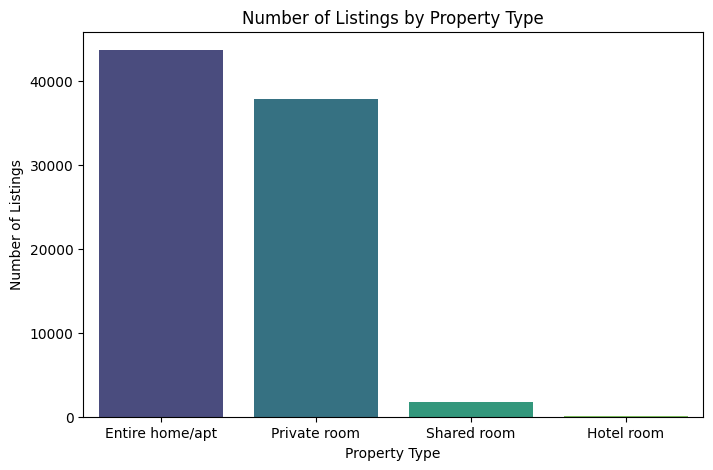 Number of Listings by Property Type
Number of Listings
40000
30000
20000
10000
0
Entire home/apt Private room Shared room Hotel room
Property Type